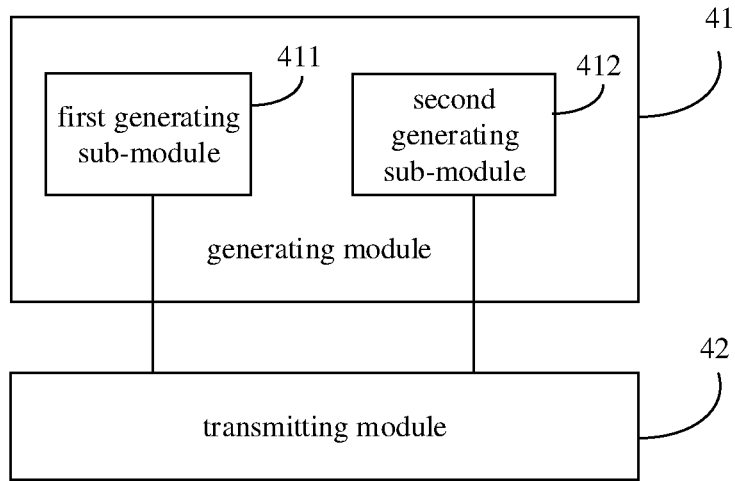 41
411
412
first generating
sub-module
second
generating
sub-module
generating module
42
transmitting module